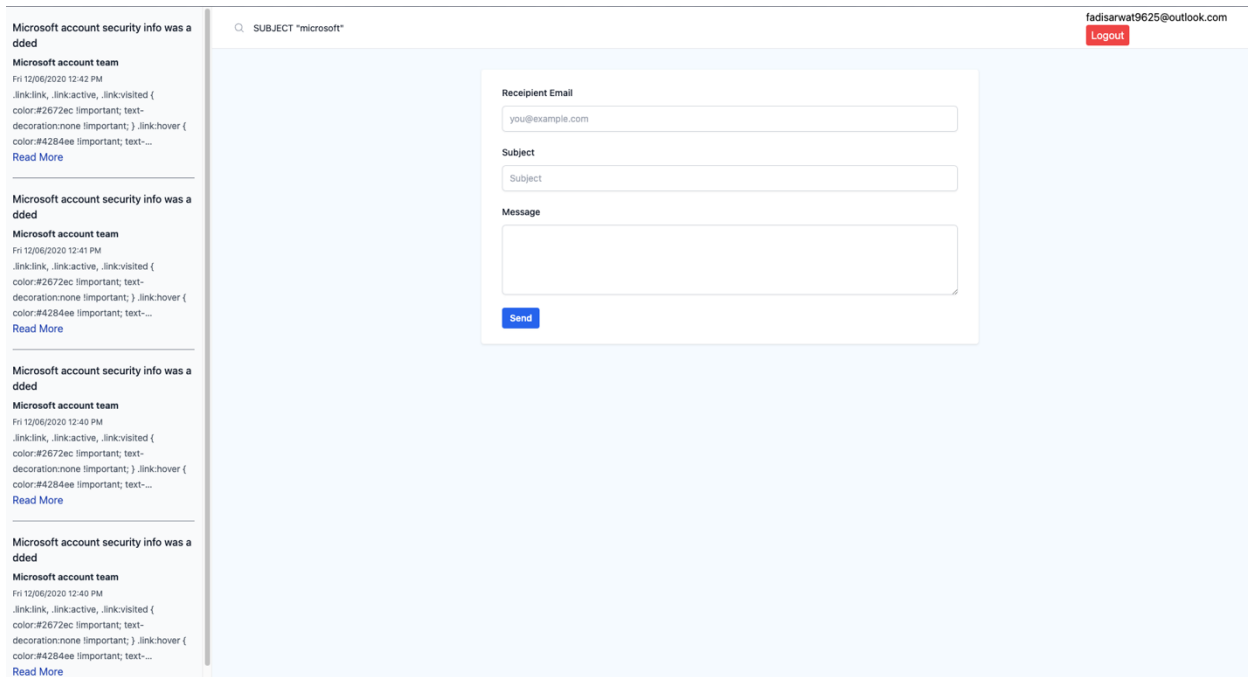 Microsoft account security info was a
dded
Microsoft account team
Fri 12/06/2020 12:42 PM
.link:link, .link:active, .link:visited {
color:#2672ec !important; text-
decoration:none !important; } .link:hover {
color:#4284ee !important; text-...
Read More
Microsoft account security info was a
dded
Microsoft account team
Fri 12/06/2020 12:41 PM
.link:link, .link:active, .link:visited {
color:#2672ec !important; text-
decoration:none !important; } .link:hover {
color:#4284ee !important; text-...
Read More
Microsoft account security info was a
dded
Microsoft account team
Fri 12/06/2020 12:40 PM
.link:link, .link:active, .link:visited {
color:#2672ec !important; text-
decoration:none !important; } .link:hover {
color:#4284ee !important; text-...
Read More
Microsoft account security info was a
dded
Microsoft account team
Fri 12/06/2020 12:40 PM
.link:link, .link:active, .link:visited {
color:#2672ec !important; text-
decoration:none !important; } .link:hover {
color:#4284ee !important; text-...
Read More
SUBJECT "microsoft"
fadisarwat9625@outlook.com
Logout
Receipient Email
you@example.com
Subject
Subject
Message
Send